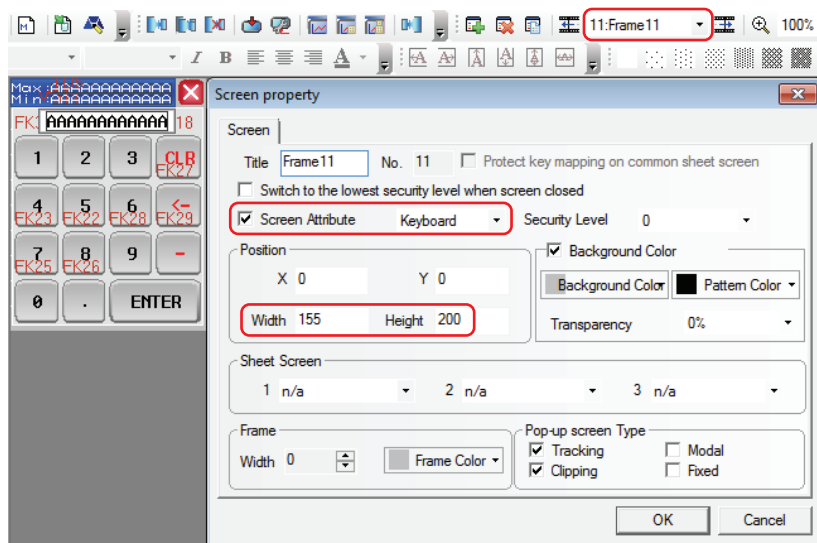 11:Frame11 100%
I B A
Max:AAAAAAAAAAAA
Min:AAAAAAAAAAAA
AAAAAAAAAAAA 18
1 2 3 CLR
FK27
4 5 6 <-
FK23 FK22 FK28 FK29
7 8 9 -
FK25 FK26
0 . ENTER
Screen property
Screen
Title Frame11 No. 11 Protect key mapping on common sheet screen
Switch to the lowest security level when screen closed
Screen Attribute Keyboard Security Level 0
Position
Background Color
X 0 Y 0
Background Color Pattern Color
Width 155 Height 200
Transparency 0%
Sheet Screen
1 n/a 2 n/a 3 n/a
Frame
Pop-up screen Type
Width 0 Frame Color
Tracking Modal
Clipping Fixed
OK Cancel